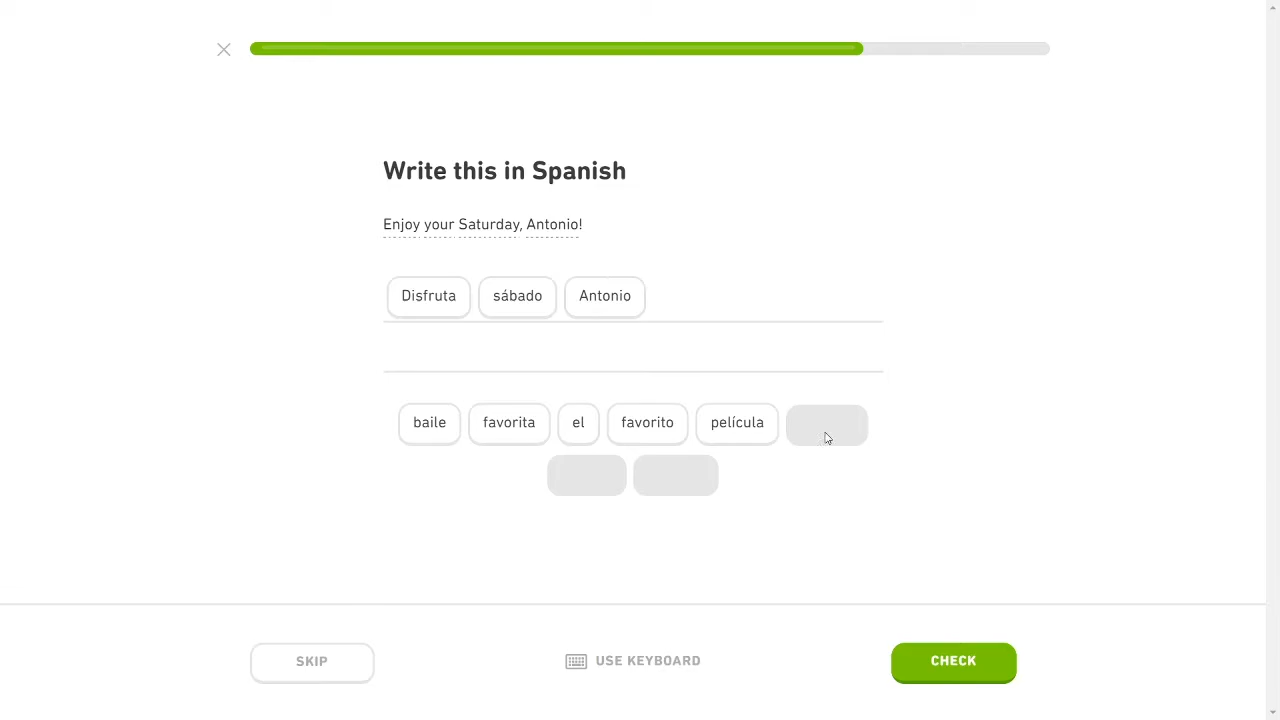 Write this in Spanish
Enjoy your Saturday, Antonio!
Disfruta sábado Antonio
baile favorita el favorito película
SKIP USE KEYBOARD CHECK